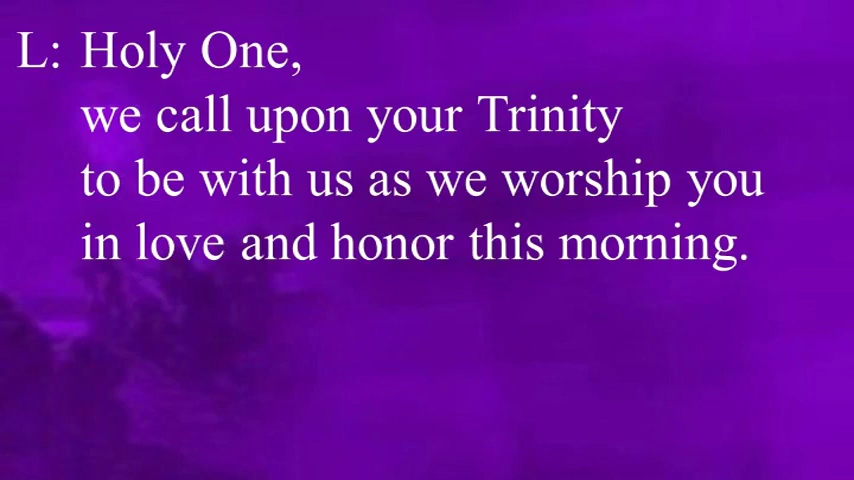 L: Holy One,
we call upon your Trinity
to be with us as we worship you
in love and honor this morning.